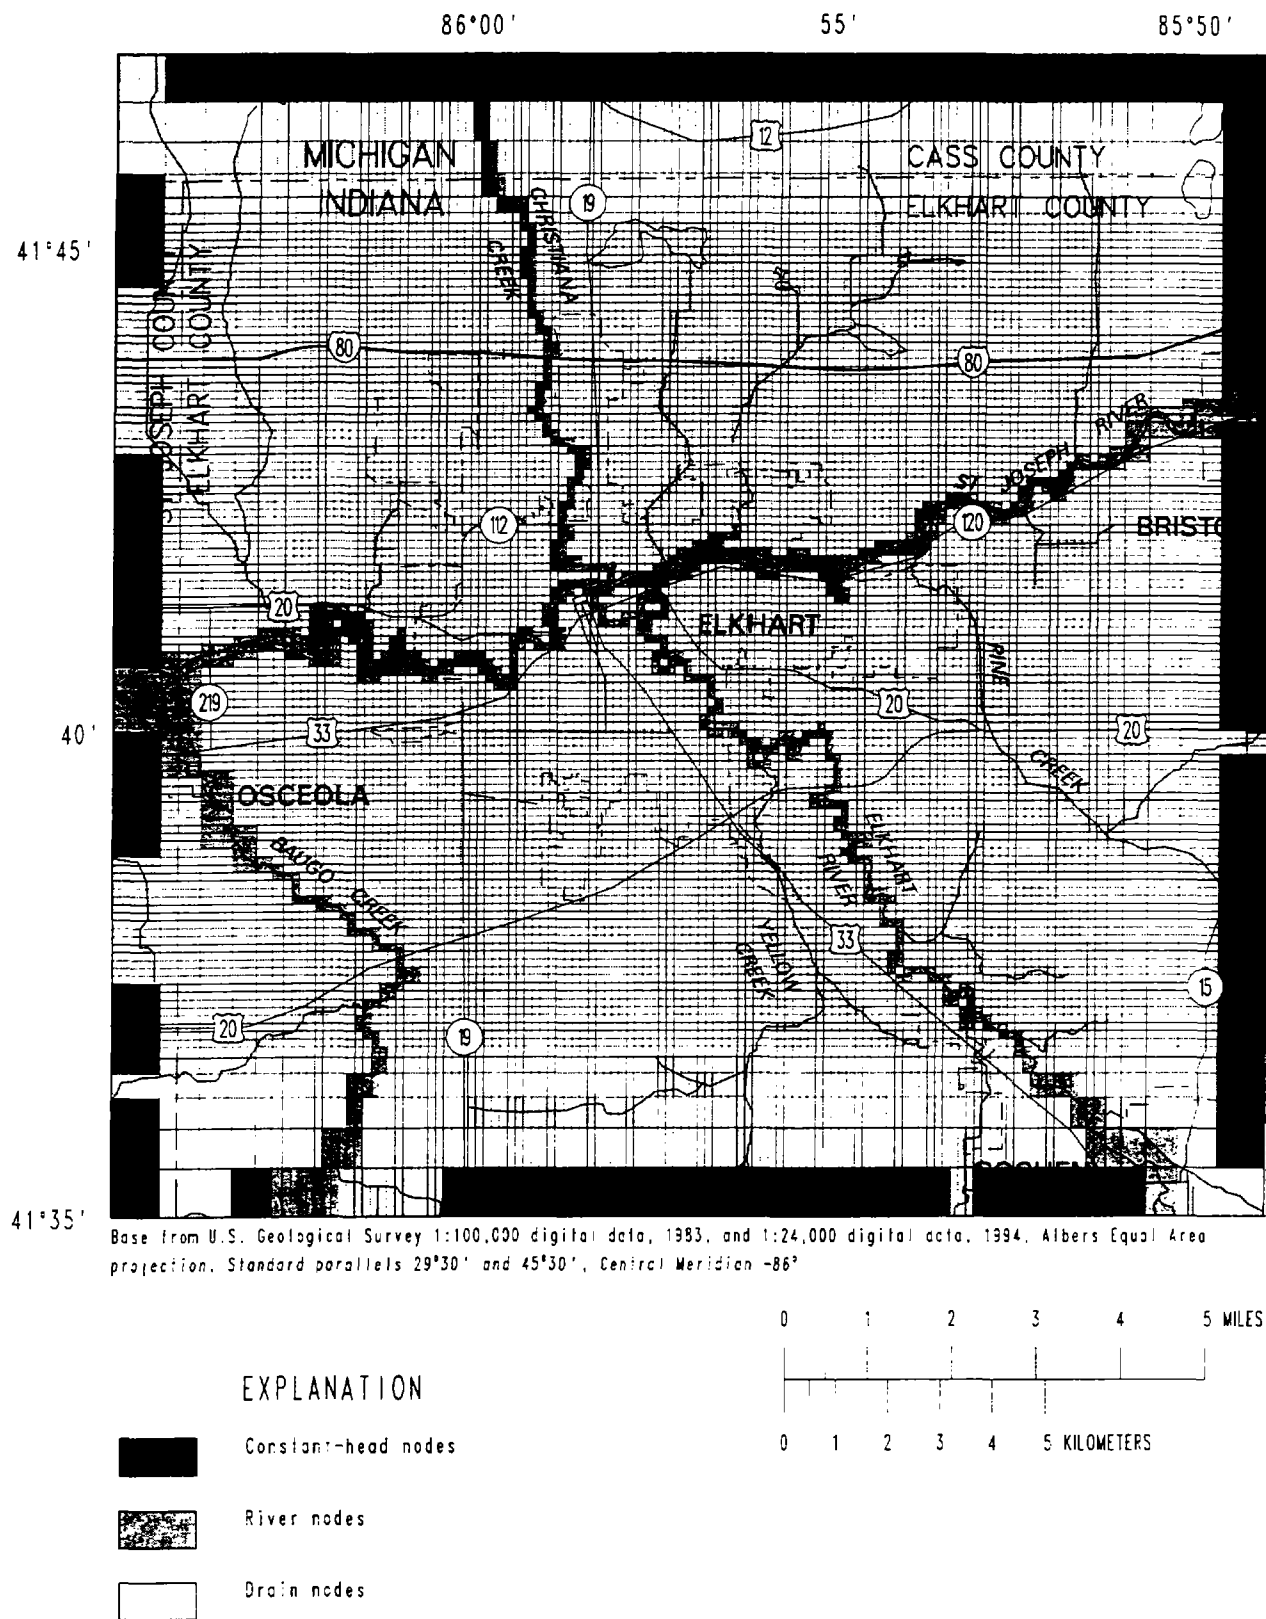 86°00'
55'
85°50'
12
MICHIGAN
INDIANA
CASS COUNTY
ELKHART COUNTY
19
CHRISTIANA
CREEK
41°45'
ELKHART COUNTY
80
80
ST JOSEPH RIVER
112
120
20
ELKHART
PINE
CREEK
219
33
20
20
40'
OSCEOLA
BAUGO CREEK
ELKHART
RIVER
YELLOW
CREEK
33
15
20
19
41°35'
Base from U.S. Geological Survey 1:100,000 digital data, 1983, and 1:24,000 digital data, 1994, Albers Equal Area
projection, Standard parallels 29°30' and 45°30', Central Meridian -86°
0 1 2 3 4 5 MILES
0 1 2 3 4 5 KILOMETERS
EXPLANATION
Constant-head nodes
River nodes
Drain nodes